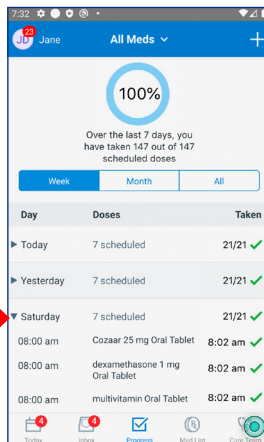 7:32
23
JD Jane All Meds
100%
Over the last 7 days, you
have taken 147 out of 147
scheduled doses
Week Month All
Day Doses Taken
Today 7 scheduled 21/21
Yesterday 7 scheduled 21/21
Saturday 7 scheduled 21/21
08:00 am Cozaar 25 mg Oral Tablet 8:02 am
08:00 am dexamethasone 1 mg
Oral Tablet 8:02 am
08:00 am multivitamin Oral Tablet 8:02 am
4 4
Today Inbox Progress Med List Care Team